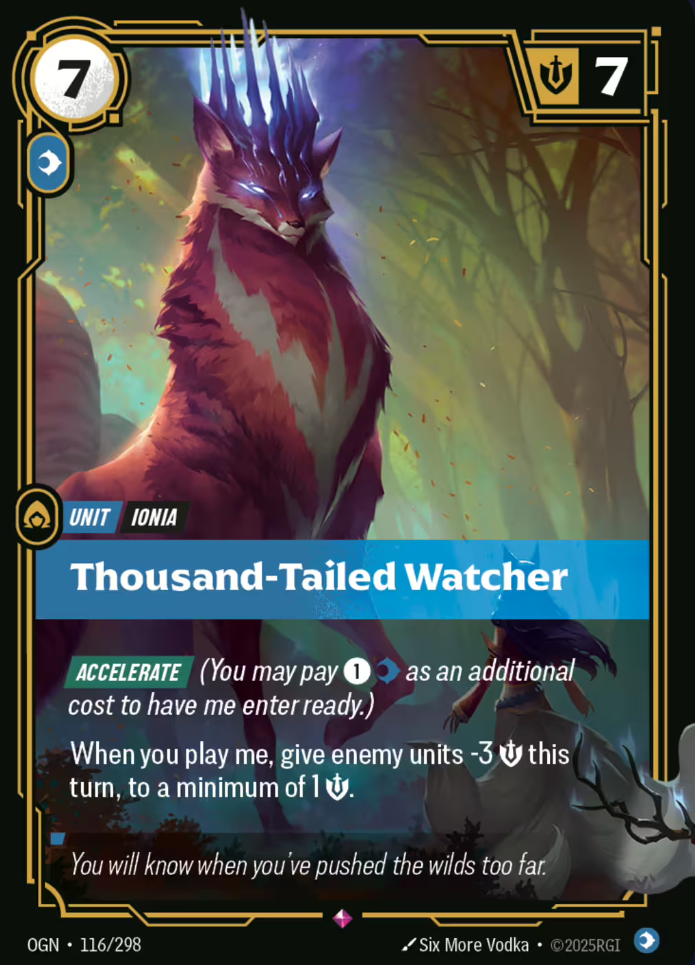 7
7
UNIT IONIA
Thousand-Tailed Watcher
ACCELERATE (You may pay 1 as an additional
cost to have me enter ready.)
When you play me, give enemy units -3 this
turn, to a minimum of 1.
You will know when you've pushed the wilds too far.
OGN • 116/298
Six More Vodka • ©2025RGI